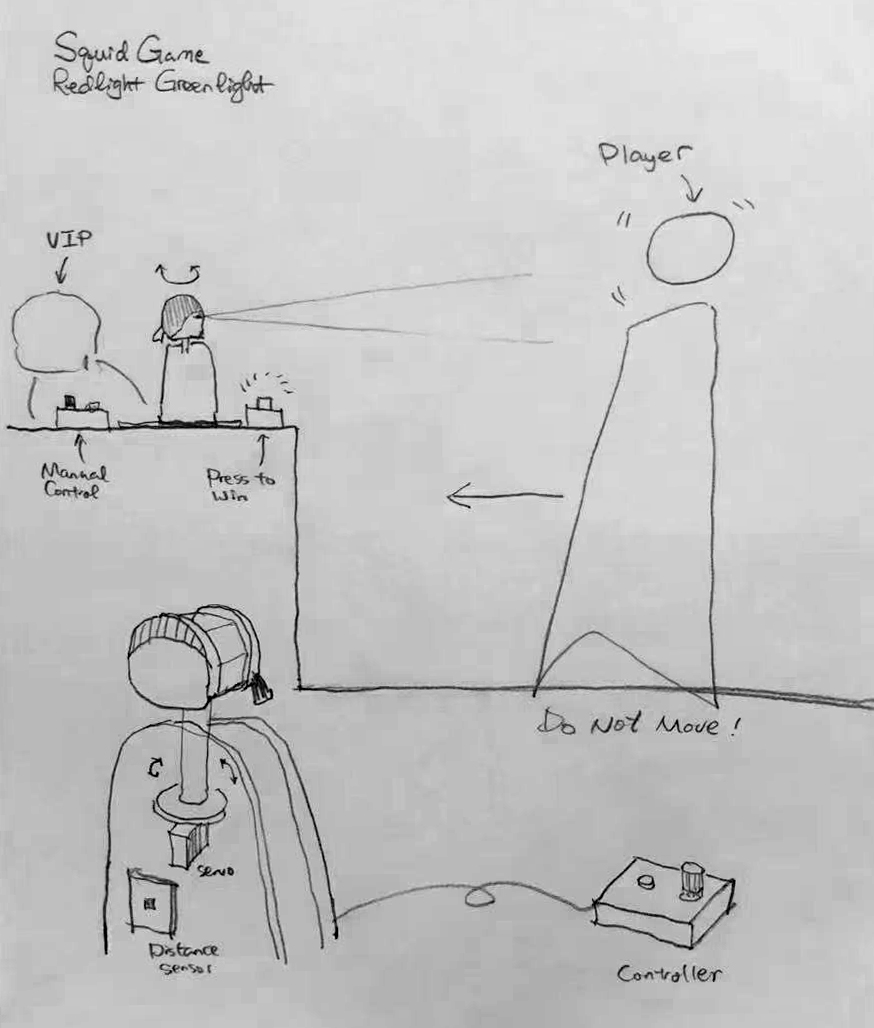 Squid Game
Redlight Greenlight
Player
VIP
Manual
Control
Press to
Win
Do Not Move!
Servo
Distance
Sensor
Controller